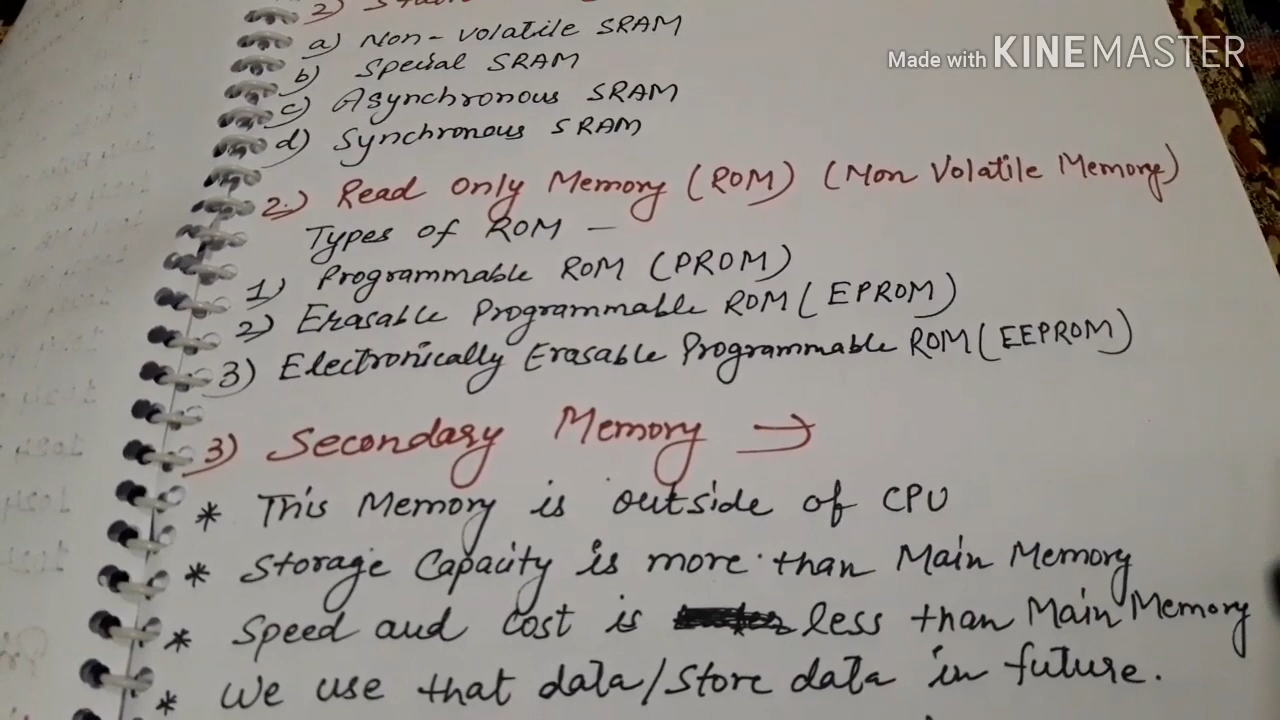 2)
a) Non-volatile SRAM
b) Special SRAM
c) Asynchronous SRAM
d) Synchronous SRAM
2.) Read Only Memory (ROM) (Non Volatile Memory)
Types of ROM -
1) Programmable ROM (PROM)
2) Erasable Programmable ROM (EPROM)
3) Electronically Erasable Programmable ROM (EEPROM)
3) Secondary Memory →
* This Memory is outside of CPU
* Storage Capacity is more than Main Memory
* Speed and cost is less than Main Memory
* We use that data/store data in future.
Made with KINEMASTER